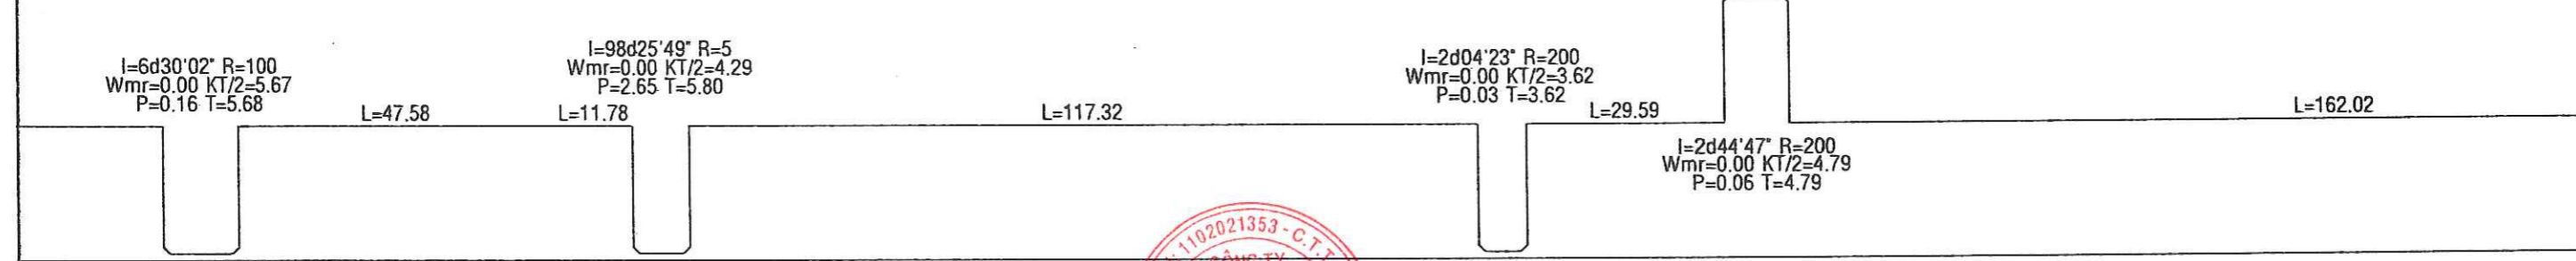 I=6d30'02" R=100
Wmr=0.00 KT/2=5.67
P=0.16 T=5.68
L=47.58
L=11.78
I=98d25'49" R=5
Wmr=0.00 KT/2=4.29
P=2.65 T=5.80
L=117.32
I=2d04'23" R=200
Wmr=0.00 KT/2=3.62
P=0.03 T=3.62
L=29.59
I=2d44'47" R=200
Wmr=0.00 KT/2=4.79
P=0.06 T=4.79
L=162.02
1102021353 - C.T.T
CÔNG TY